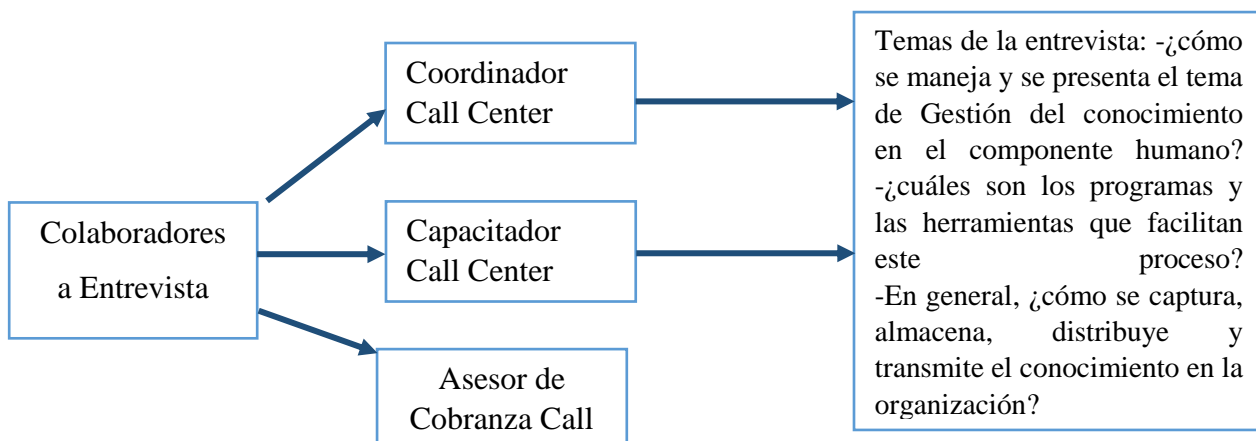 Colaboradores
a Entrevista
Coordinador
Call Center
Capacitador
Call Center
Asesor de
Cobranza Call
Temas de la entrevista: -¿cómo
se maneja y se presenta el tema
de Gestión del conocimiento
en el componente humano?
-¿cuáles son los programas y
las herramientas que facilitan
este proceso?
-En general, ¿cómo se captura,
almacena, distribuye y
transmite el conocimiento en la
organización?